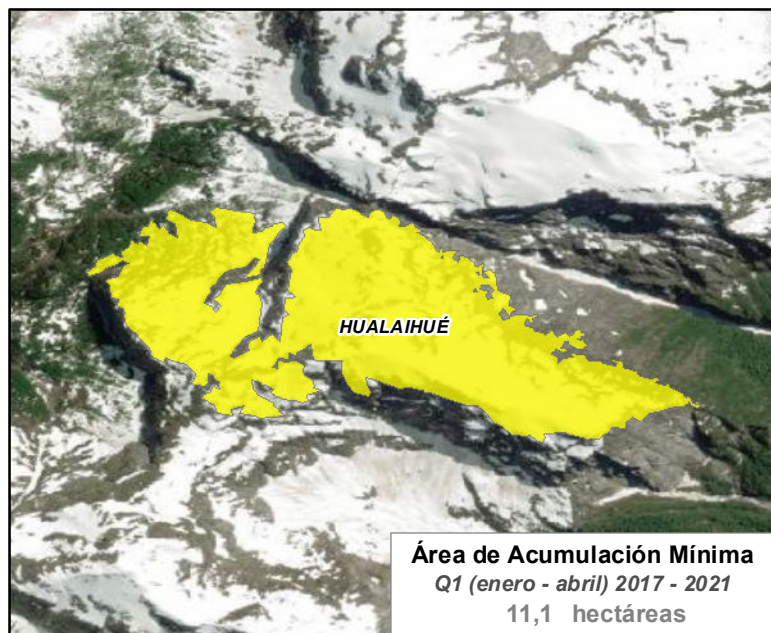 HUALAIHUÉ
Área de Acumulación Mínima
Q1 (enero - abril) 2017 - 2021
11,1 hectáreas